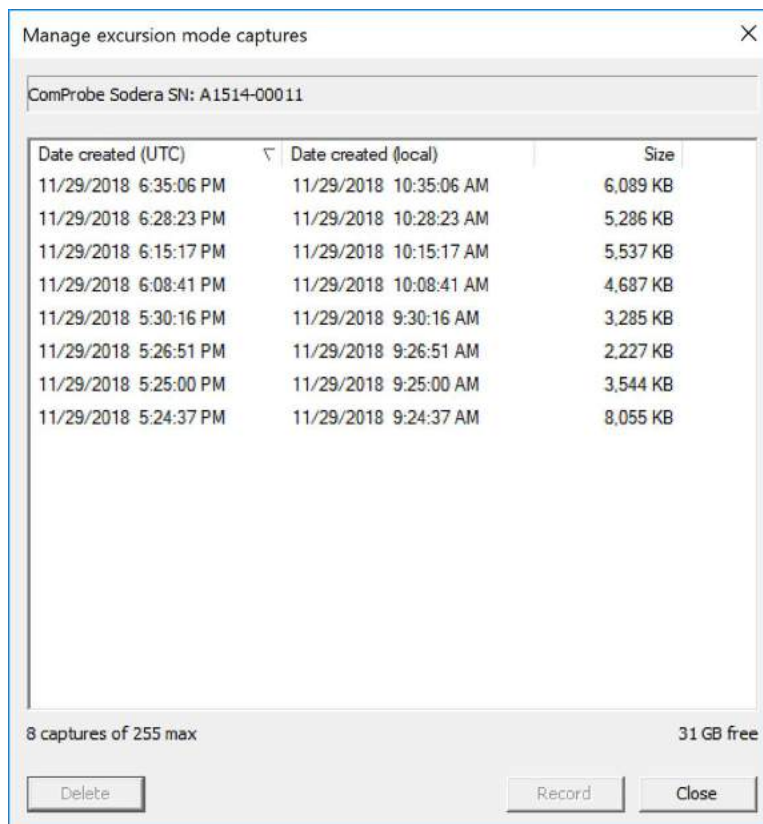 Manage excursion mode captures
ComProbe Sodera SN: A1514-00011
Date created (UTC) Date created (local) Size
11/29/2018 6:35:06 PM 11/29/2018 10:35:06 AM 6,089 KB
11/29/2018 6:28:23 PM 11/29/2018 10:28:23 AM 5,286 KB
11/29/2018 6:15:17 PM 11/29/2018 10:15:17 AM 5,537 KB
11/29/2018 6:08:41 PM 11/29/2018 10:08:41 AM 4,687 KB
11/29/2018 5:30:16 PM 11/29/2018 9:30:16 AM 3,285 KB
11/29/2018 5:26:51 PM 11/29/2018 9:26:51 AM 2,227 KB
11/29/2018 5:25:00 PM 11/29/2018 9:25:00 AM 3,544 KB
11/29/2018 5:24:37 PM 11/29/2018 9:24:37 AM 8,055 KB
8 captures of 255 max 31 GB free
Delete Record Close